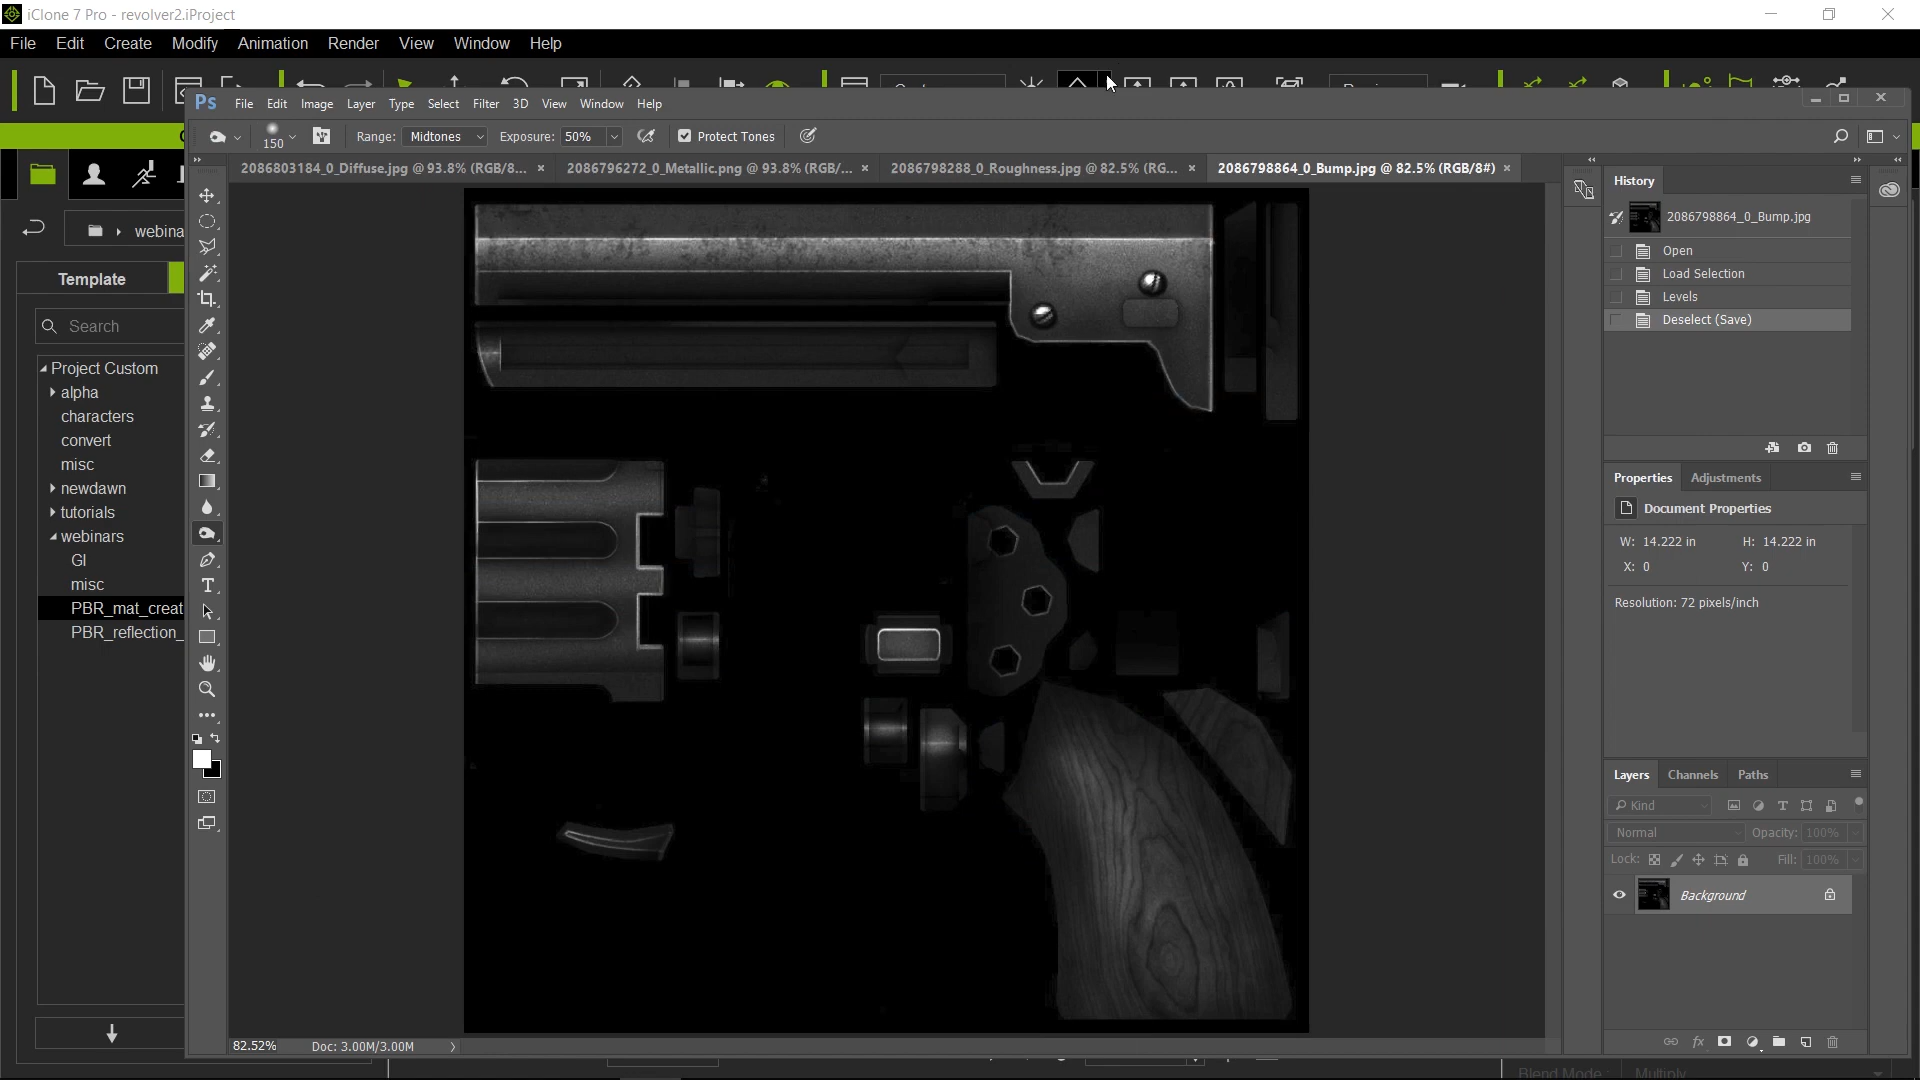 iClone 7 Pro - revolver2.iProject
File Edit Create Modify Animation Render View Window Help
Ps File Edit Image Layer Type Select Filter 3D View Window Help
150 Range: Midtones Exposure: 50% Protect Tones
2086803184_0_Diffuse.jpg @ 93.8% (RGB/8... × 2086796272_0_Metallic.png @ 93.8% (RGB/... × 2086798288_0_Roughness.jpg @ 82.5% (RG... × 2086798864_0_Bump.jpg @ 82.5% (RGB/8#) ×
webina
Template
Search
Project Custom
alpha
characters
convert
misc
newdawn
tutorials
webinars
GI
misc
PBR_mat_creat
PBR_reflection_
History
2086798864_0_Bump.jpg
Open
Load Selection
Levels
Deselect (Save)
Properties Adjustments
Document Properties
W: 14.222 in H: 14.222 in
X: 0 Y: 0
Resolution: 72 pixels/inch
Layers Channels Paths
Kind
Normal Opacity: 100%
Lock: Fill: 100%
Background
82.52% Doc: 3.00M/3.00M
Blend Mode : Multiply